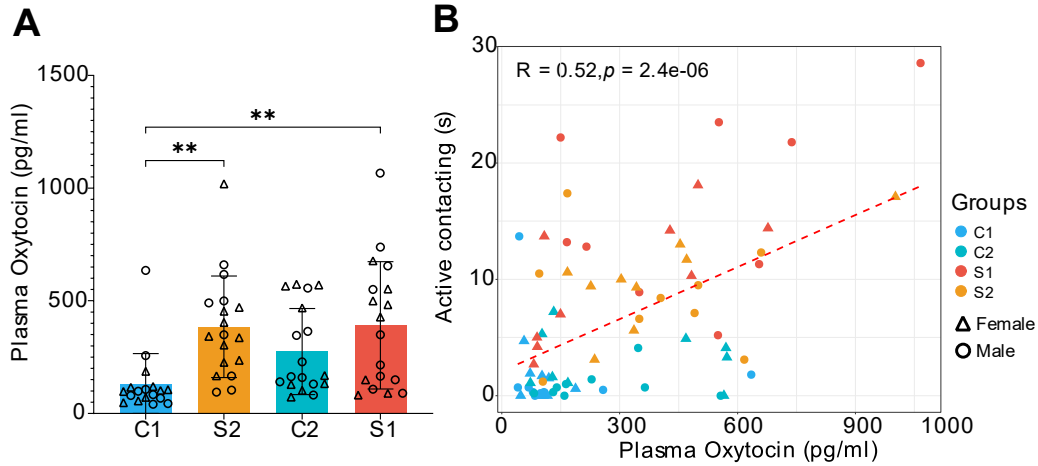 A
Plasma Oxytocin (pg/ml)
1500
1000
500
0
**
**
C1
S2
C2
S1
B
Active contacting (s)
30
20
10
0
R = 0.52, p = 2.4e-06
0
300
600
900
1000
Plasma Oxytocin (pg/ml)
Groups
C1
C2
S1
S2
Female
Male